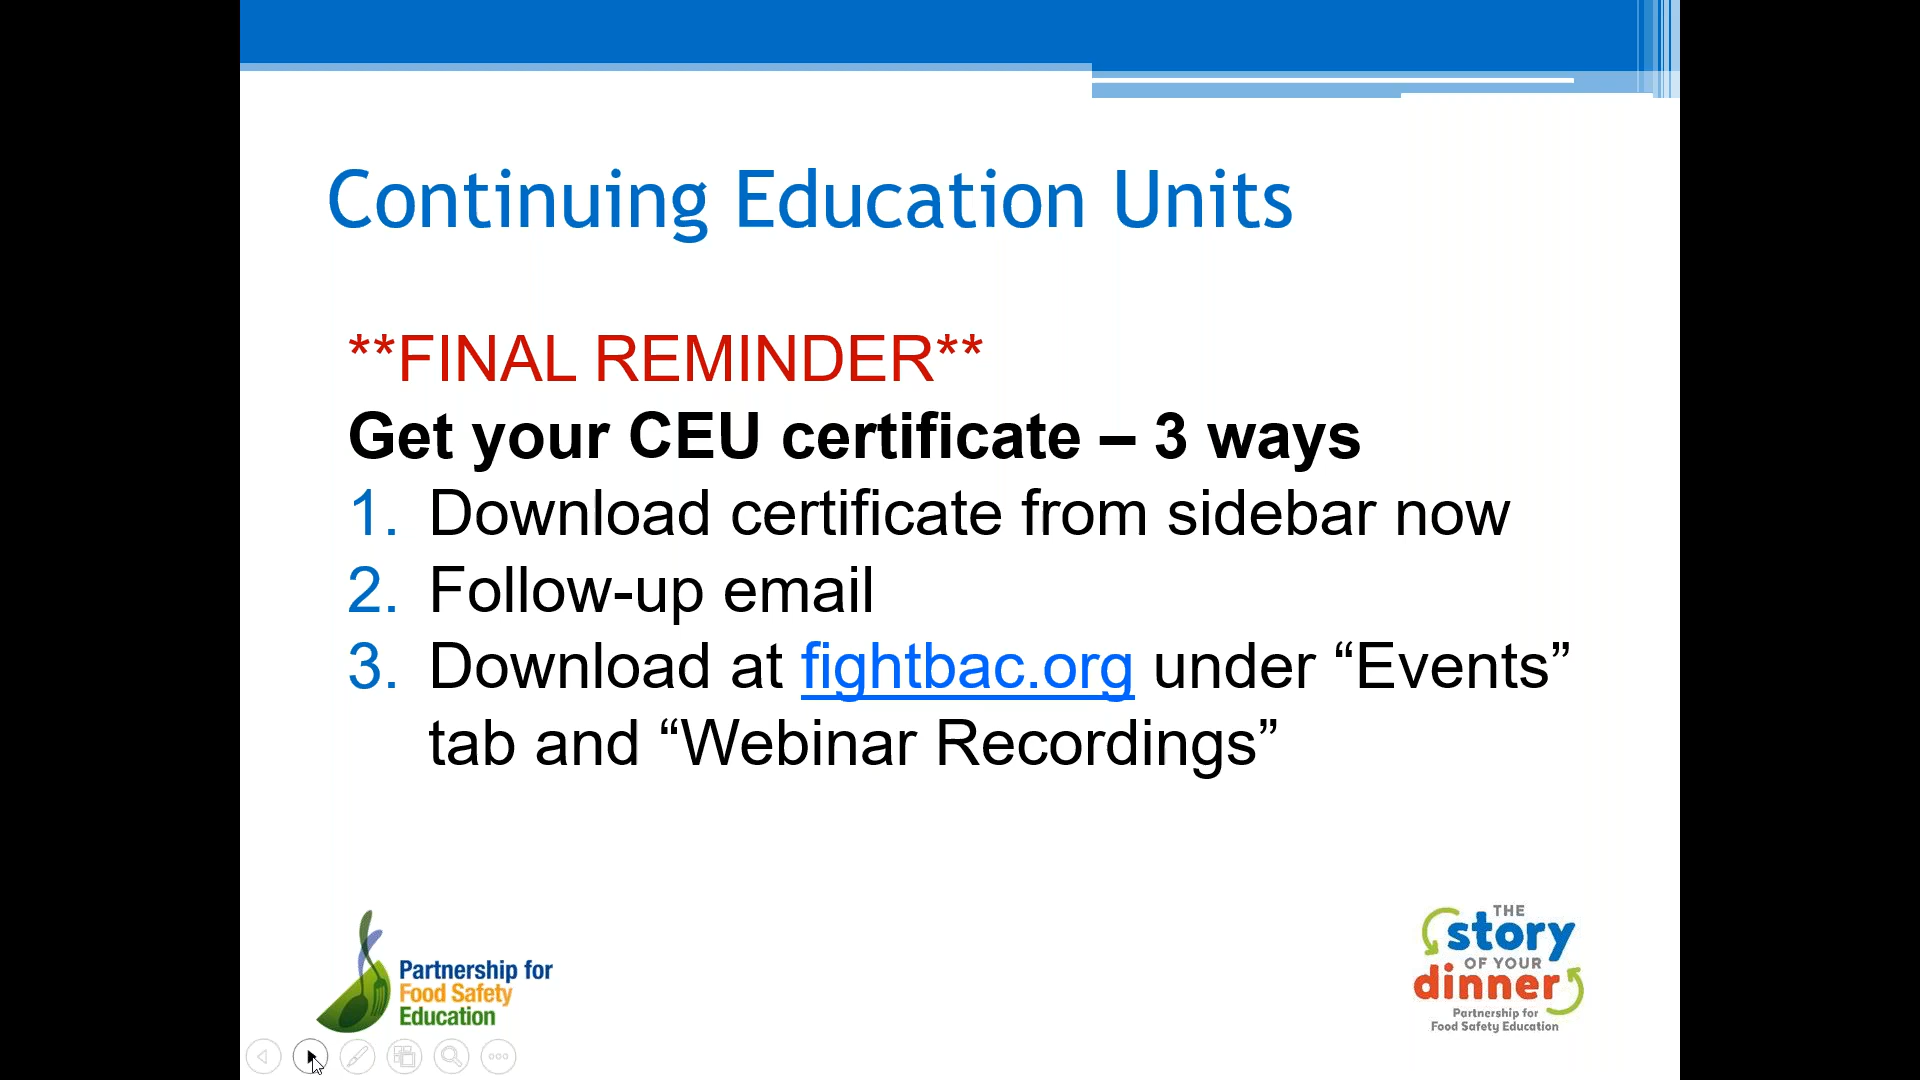 Continuing Education Units
**FINAL REMINDER**
Get your CEU certificate – 3 ways
1. Download certificate from sidebar now
2. Follow-up email
3. Download at fightbac.org under “Events”
tab and “Webinar Recordings”
Partnership for
Food Safety
Education
THE
story
OF YOUR
dinner
Partnership for
Food Safety Education